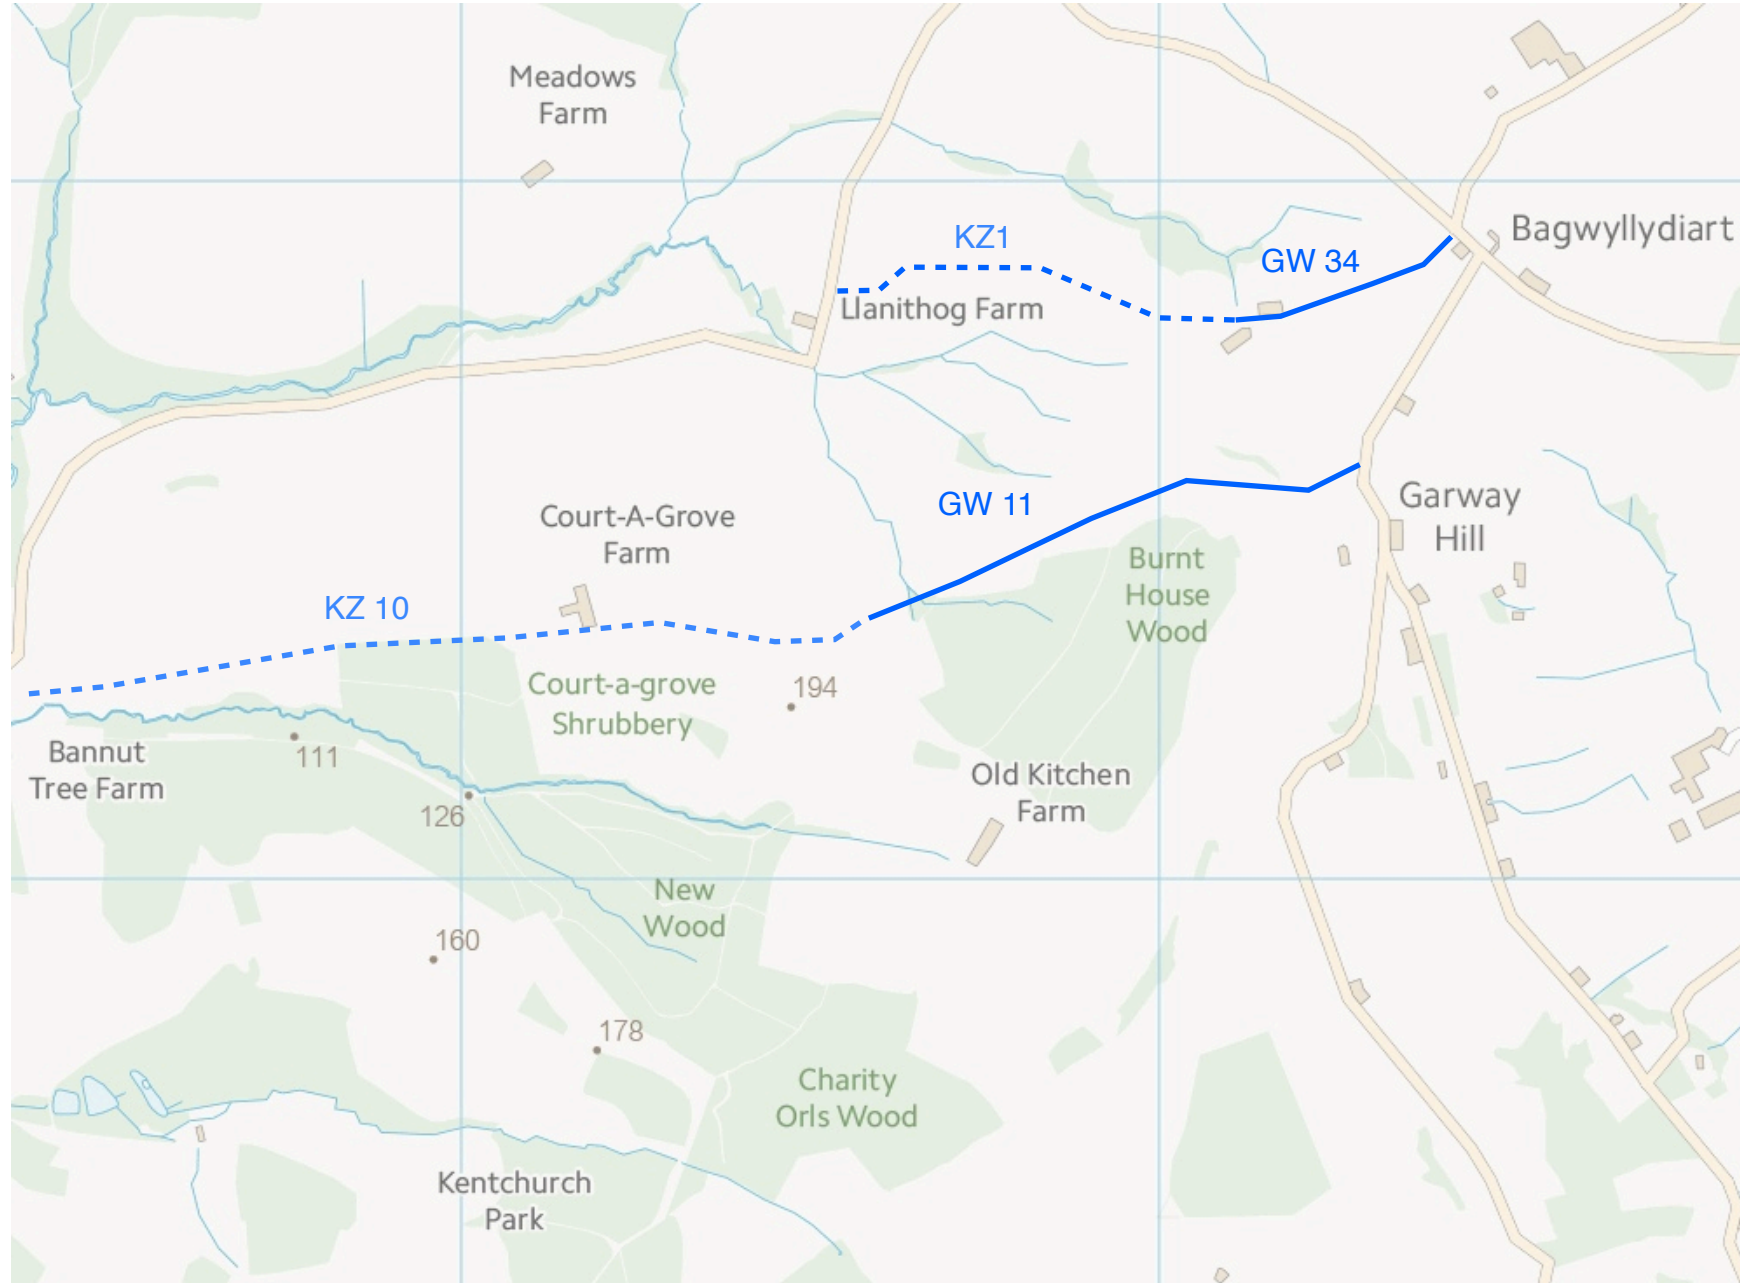 Meadows
Farm
Bagwyllydiart
KZ1
GW 34
Llanithog Farm
Garway
Hill
GW 11
Court-A-Grove
Farm
Burnt
House
Wood
KZ 10
Court-a-grove
Shrubbery
194
Bannut
Tree Farm
111
126
Old Kitchen
Farm
New
Wood
160
178
Charity
Orls Wood
Kentchurch
Park